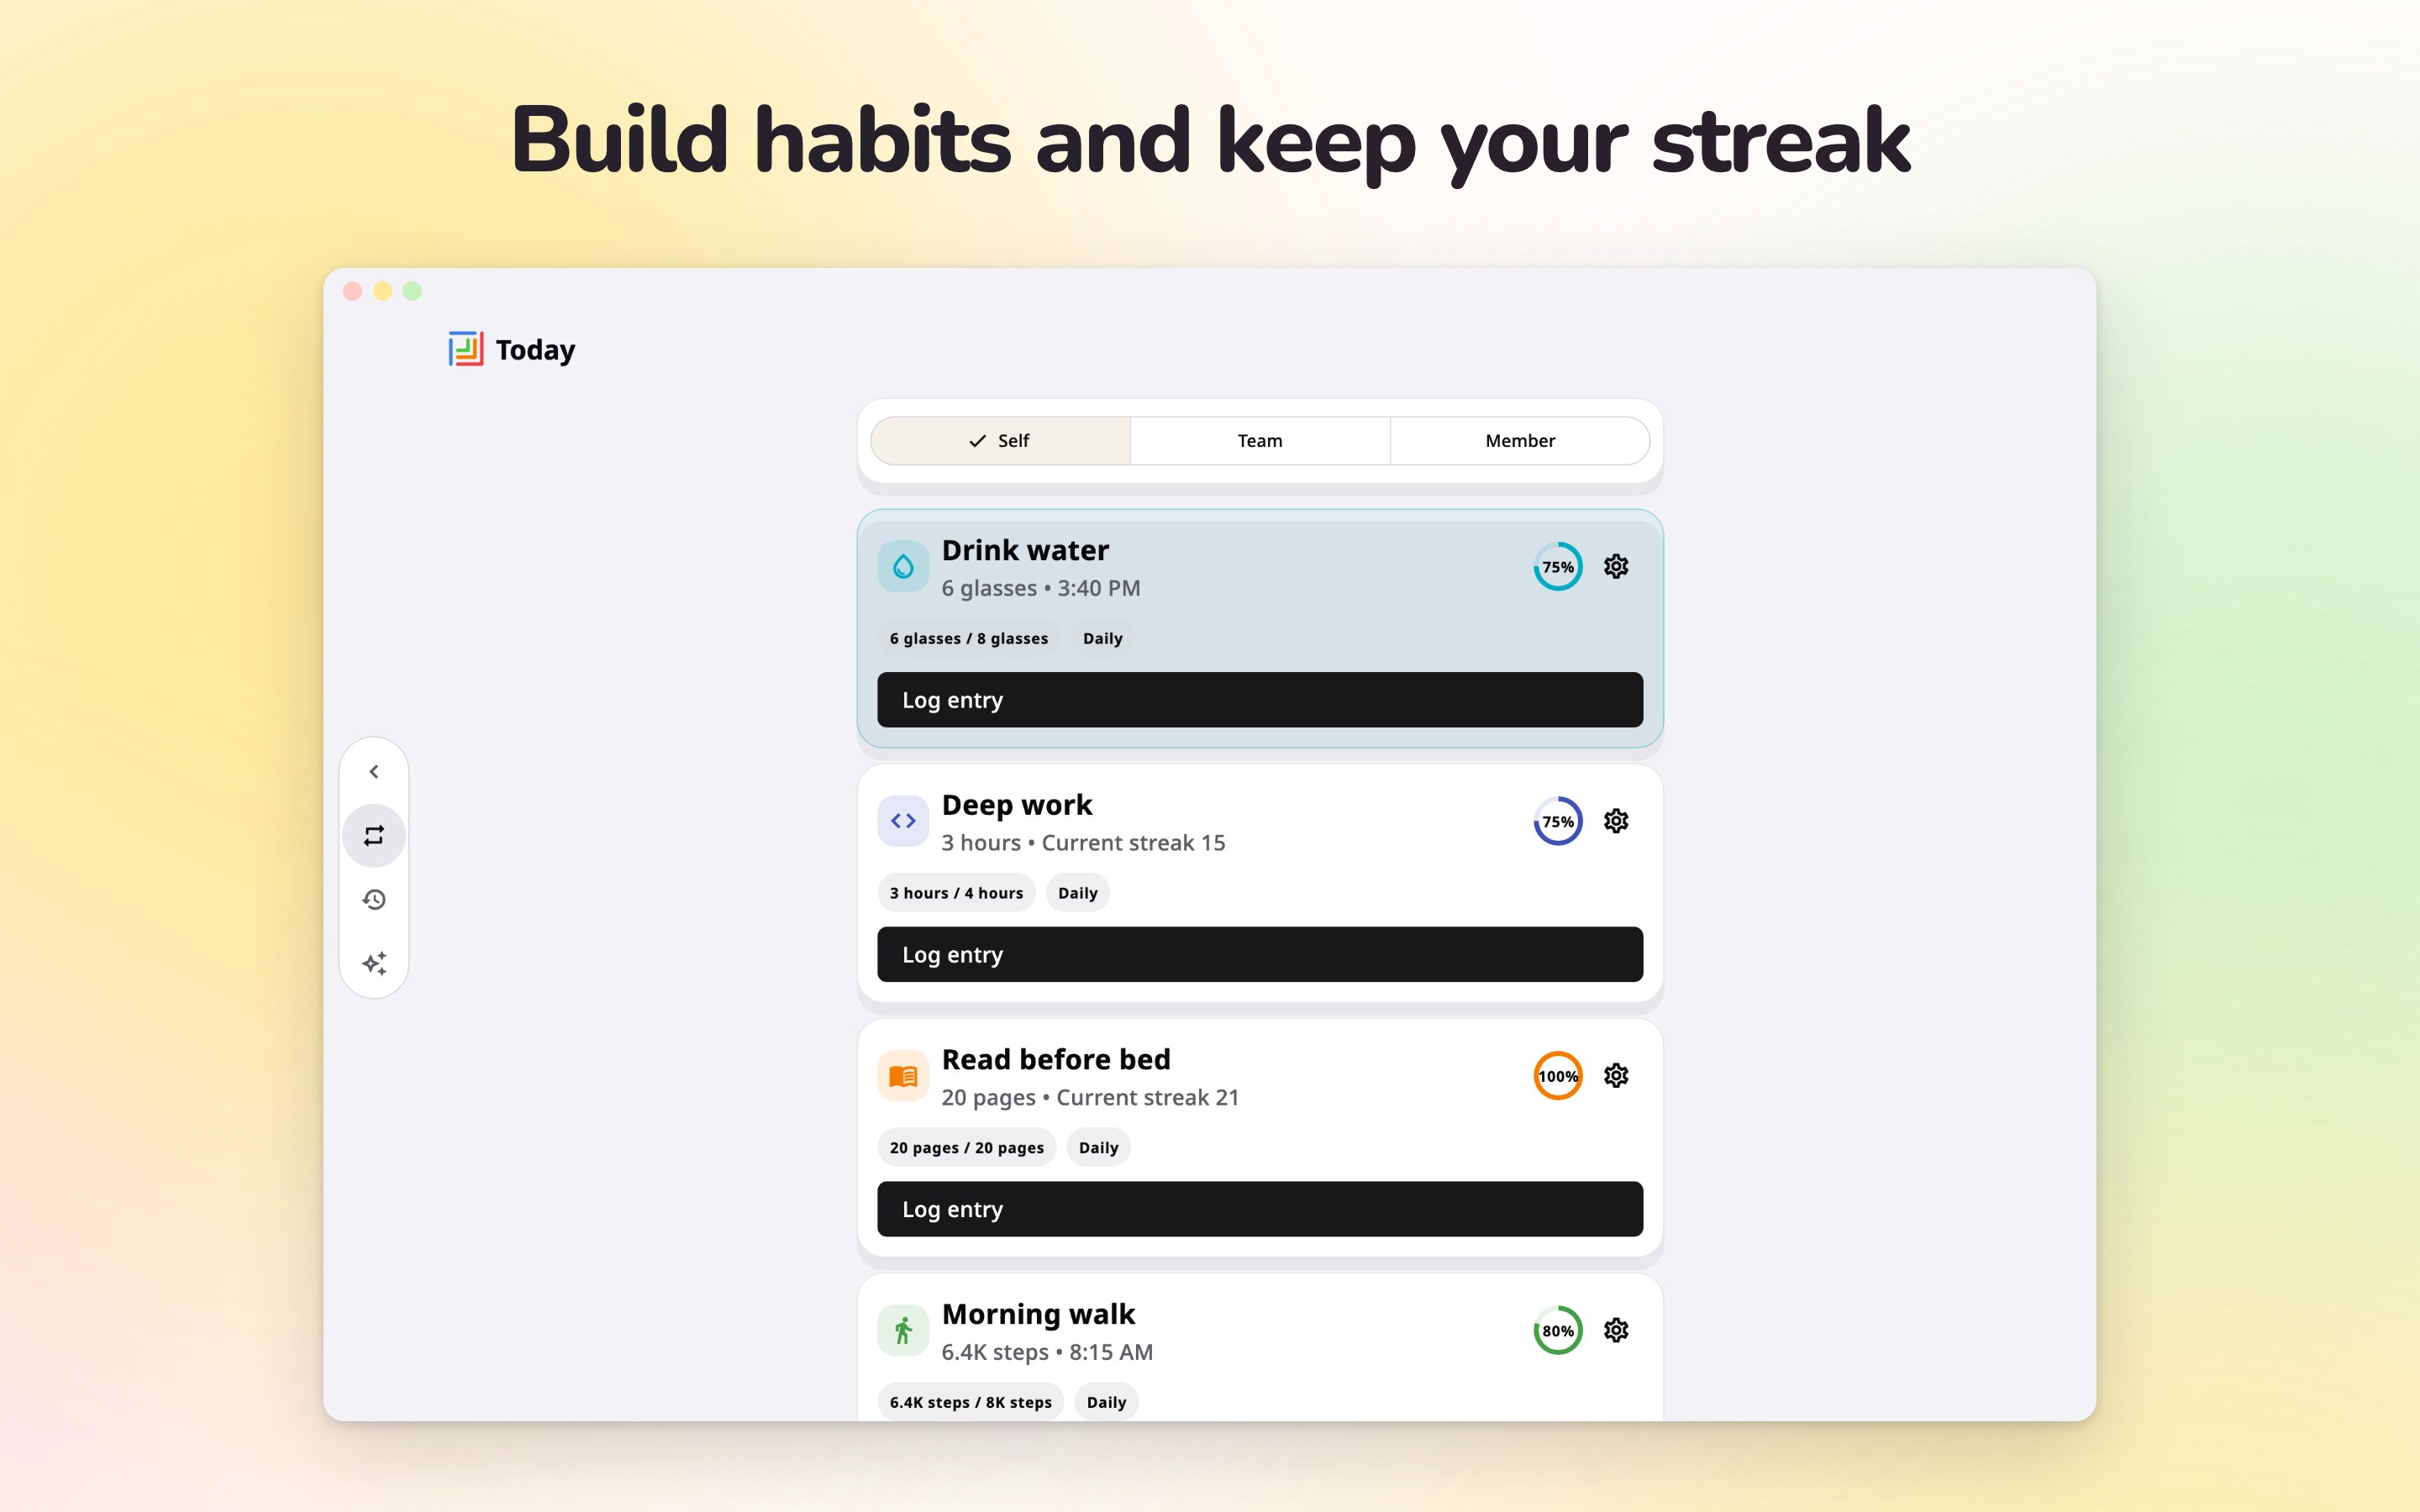 Build habits and keep your streak
Today
Self
Team
Member
Drink water
6 glasses • 3:40 PM
75%
6 glasses / 8 glasses
Daily
Log entry
Deep work
3 hours • Current streak 15
75%
3 hours / 4 hours
Daily
Log entry
Read before bed
20 pages • Current streak 21
100%
20 pages / 20 pages
Daily
Log entry
Morning walk
6.4K steps • 8:15 AM
80%
6.4K steps / 8K steps
Daily